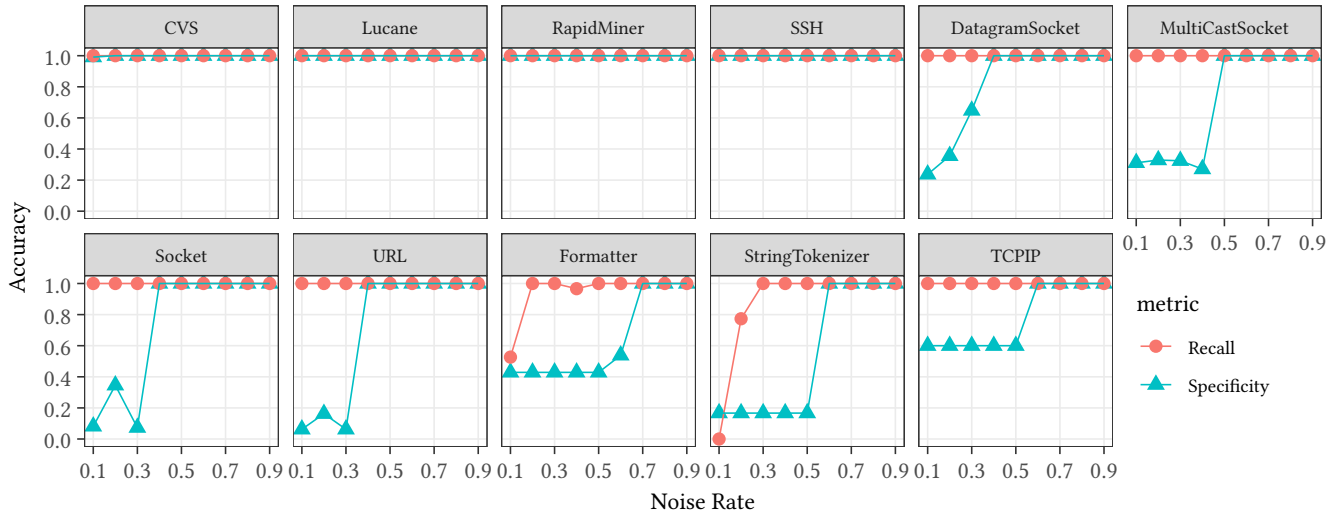 CVS
Lucane
RapidMiner
SSH
DatagramSocket
MultiCastSocket
1.0
0.8
0.6
0.4
0.2
0.0
0.1 0.3 0.5 0.7 0.9
Accuracy
Socket
URL
Formatter
StringTokenizer
TCPIP
1.0
0.8
0.6
0.4
0.2
0.0
0.1 0.3 0.5 0.7 0.9
0.1 0.3 0.5 0.7 0.9
0.1 0.3 0.5 0.7 0.9
0.1 0.3 0.5 0.7 0.9
0.1 0.3 0.5 0.7 0.9
Noise Rate
metric
Recall
Specificity